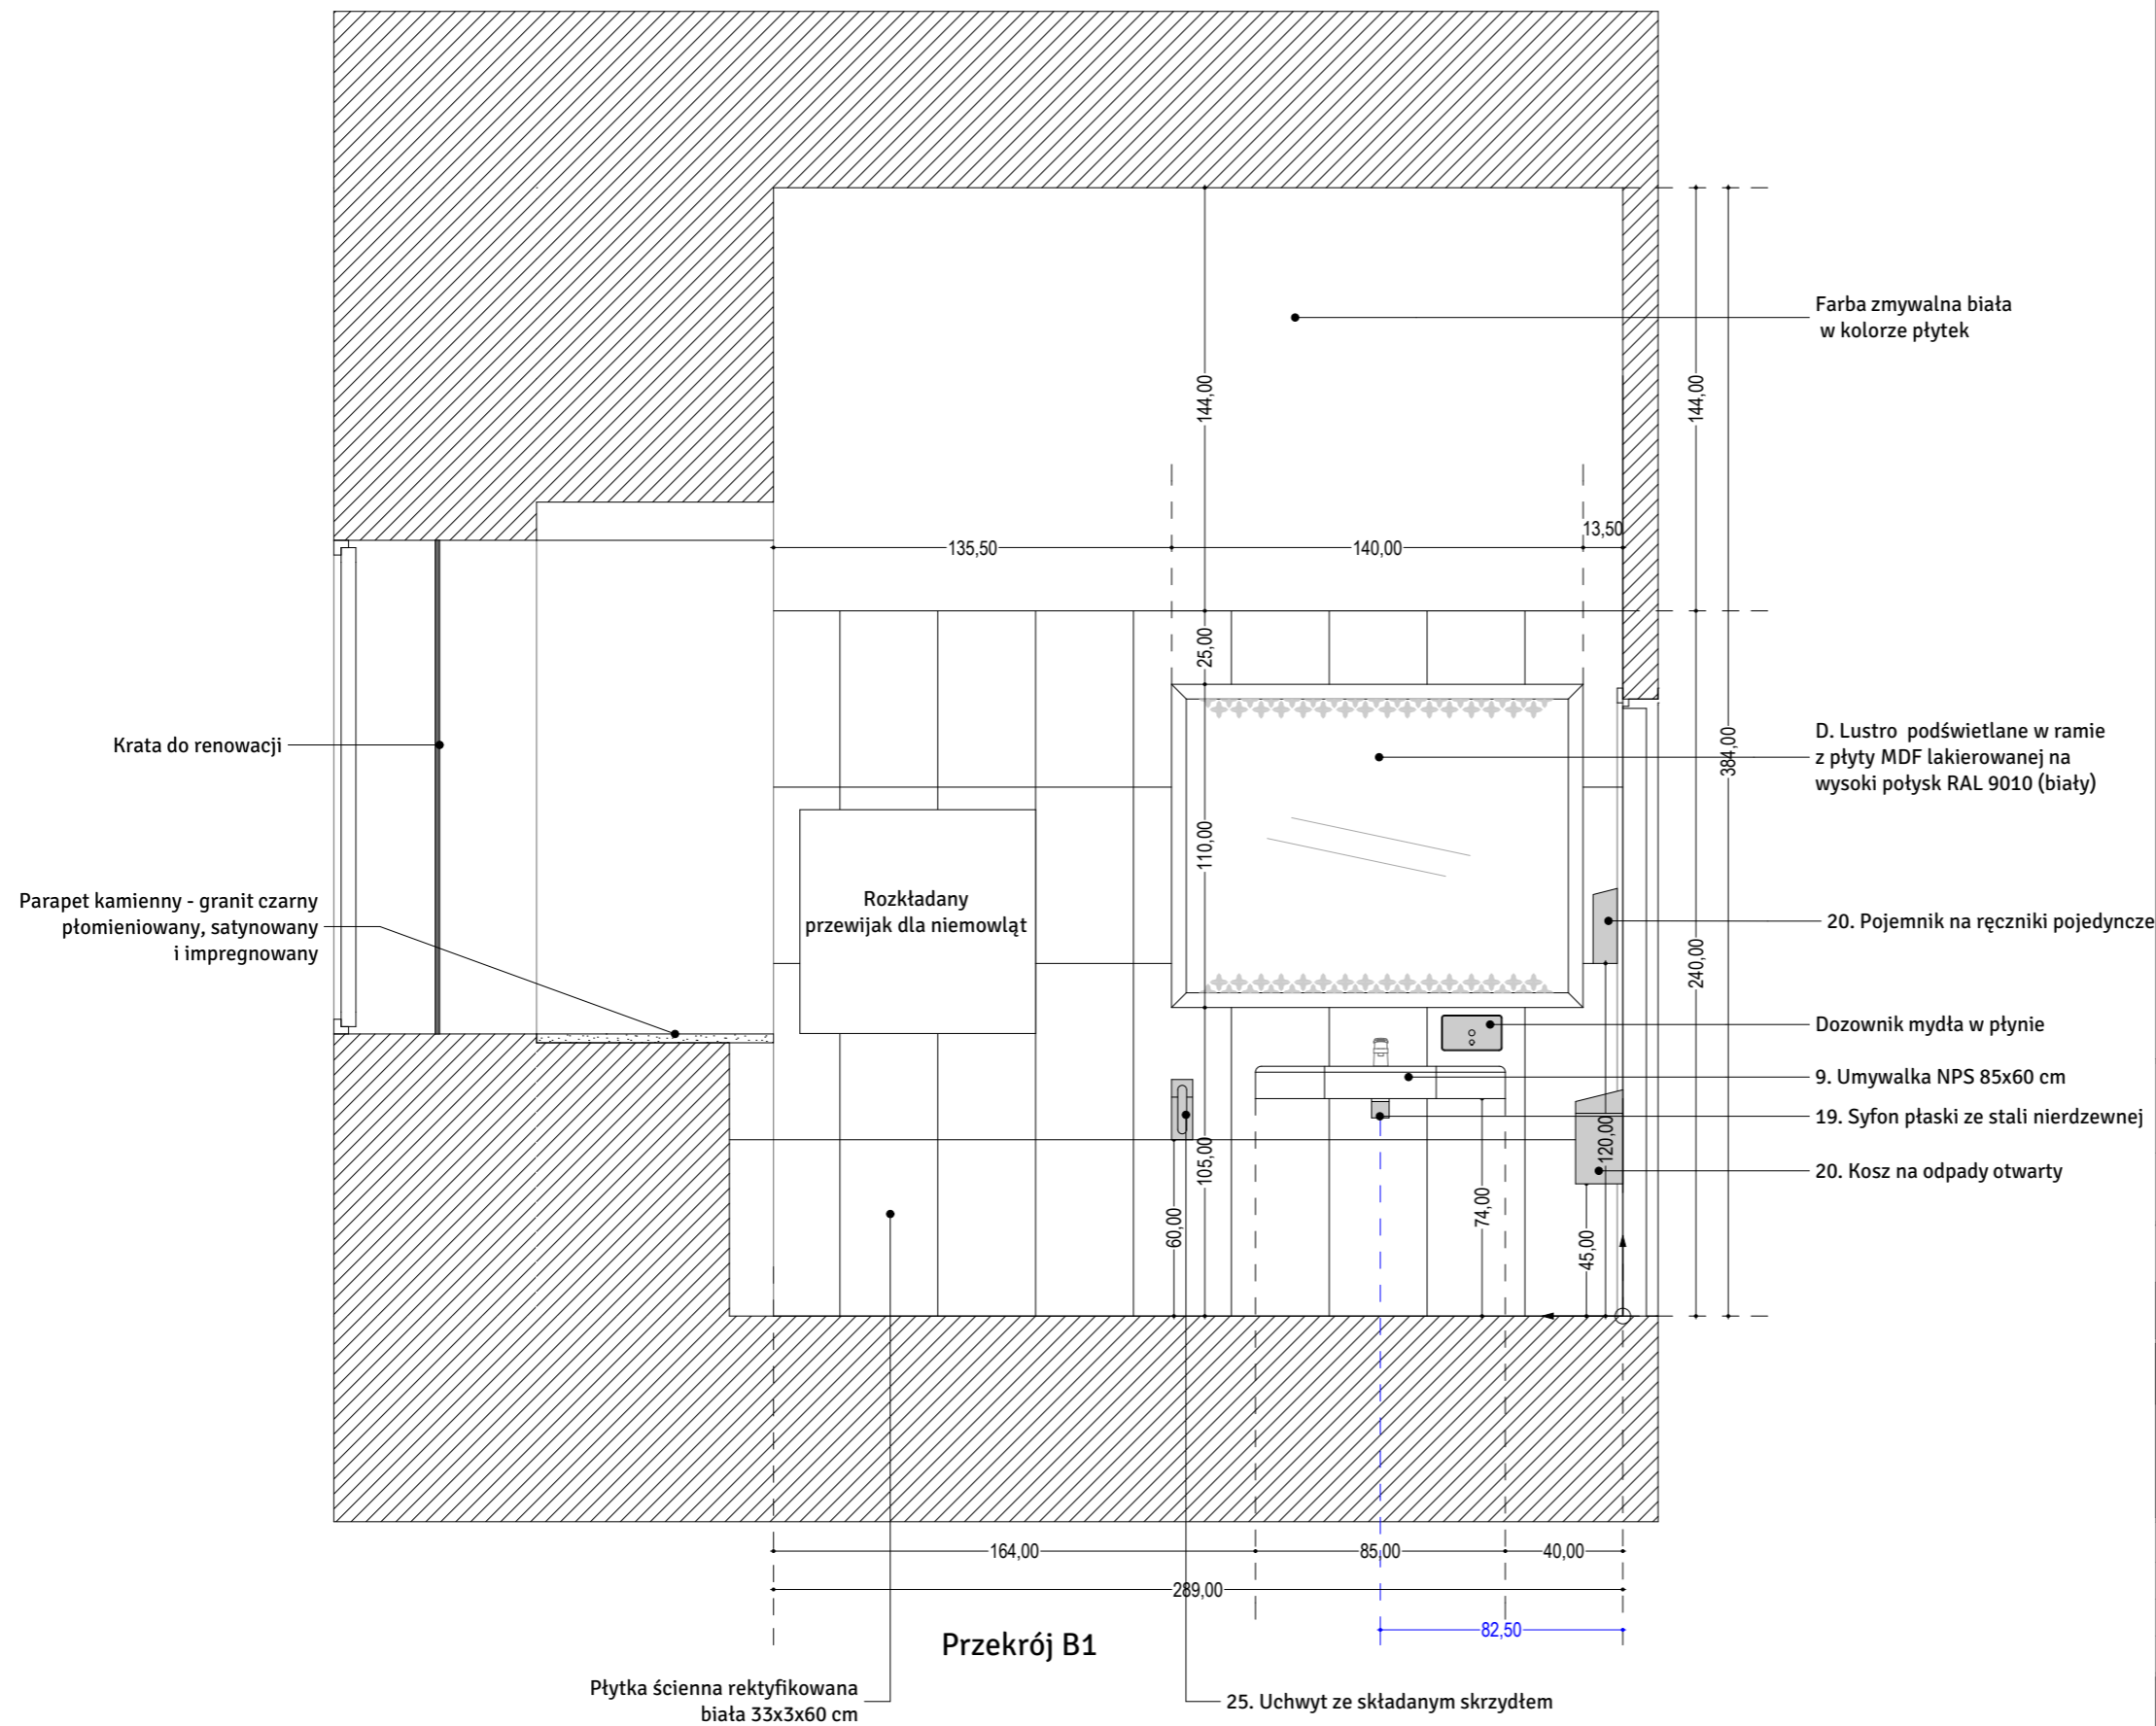 Farba zmywalna biała
w kolorze płytek
144,00
144,00
13,50
135,50
140,00
25,00
Krata do renowacji
D. Lustro podświetlane w ramie
z płyty MDF lakierowanej na
wysoki połysk RAL 9010 (biały)
384,00
110,00
Parapet kamienny - granit czarny
płomieniowany, satynowany
i impregnowany
Rozkładany
przewijak dla niemowląt
20. Pojemnik na ręczniki pojedyncze
240,00
Dozownik mydła w płynie
9. Umywalka NPS 85x60 cm
19. Syfon płaski ze stali nierdzewnej
120,00
105,00
20. Kosz na odpady otwarty
60,00
74,00
45,00
164,00
85,00
40,00
289,00
82,50
Przekrój B1
Płytka ścienna rektyfikowana
biała 33x3x60 cm
25. Uchwyt ze składanym skrzydłem